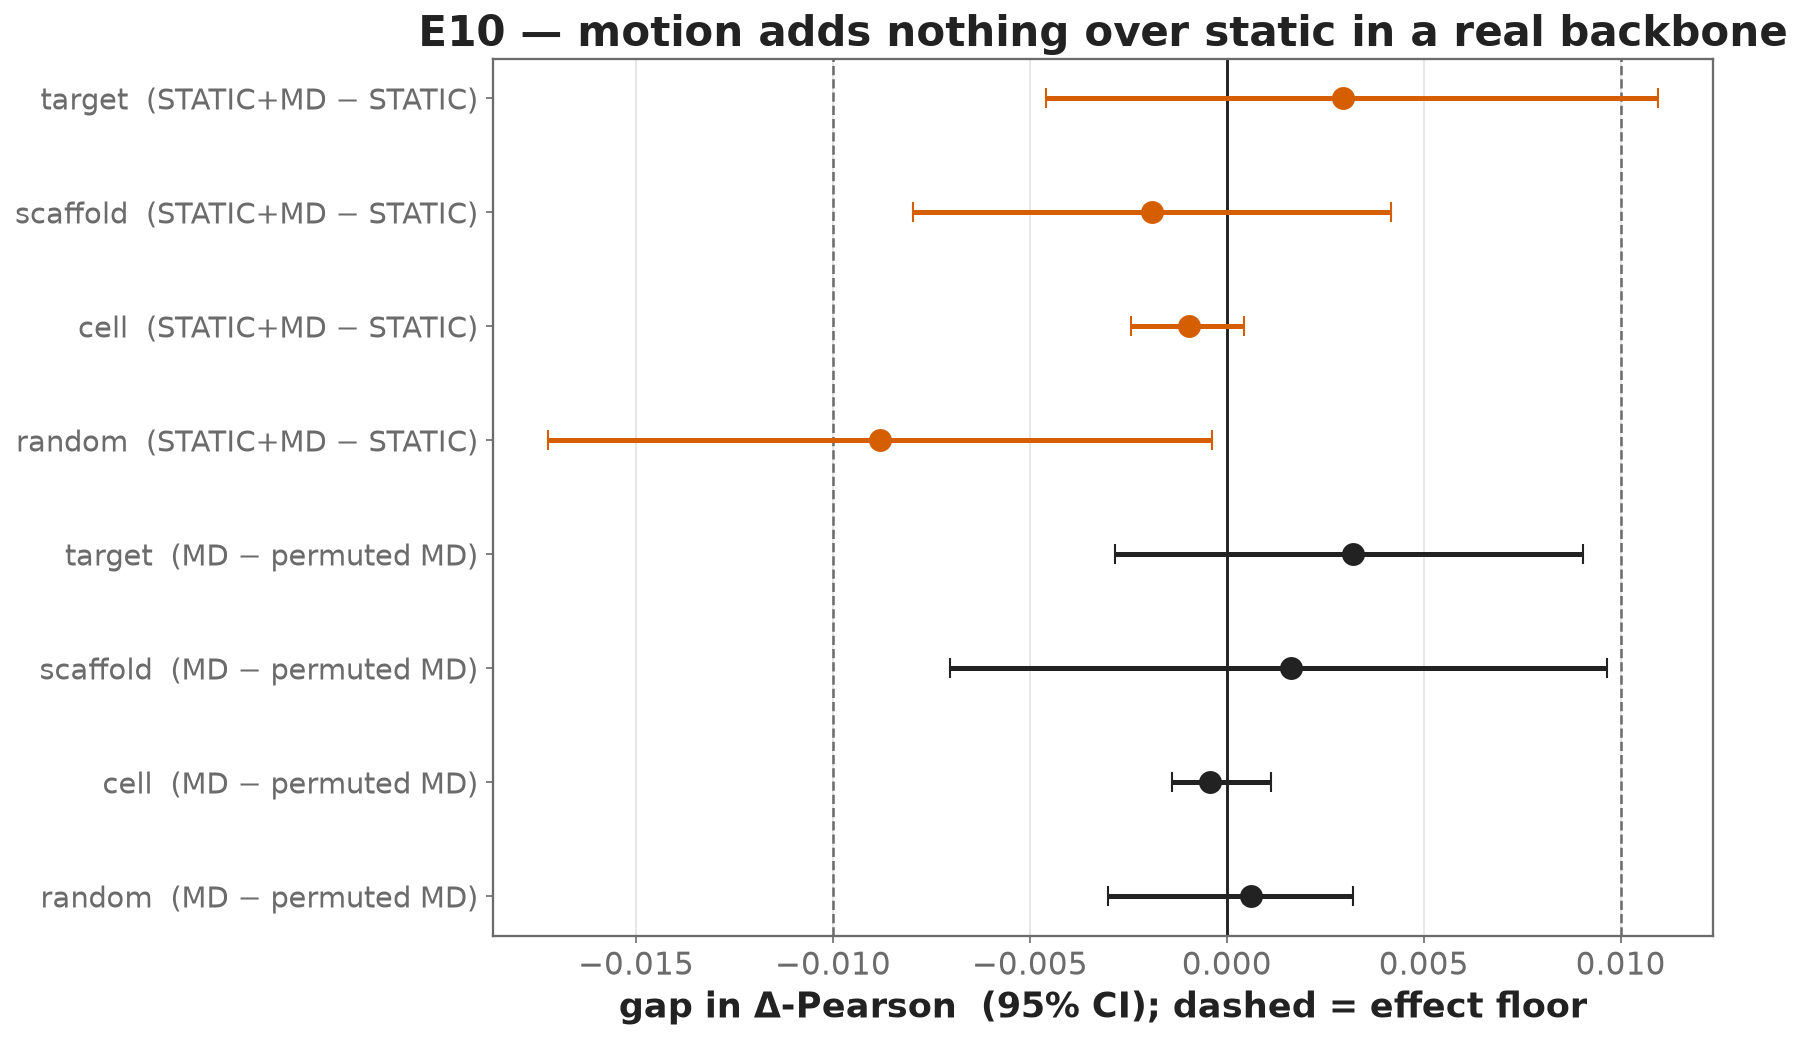 E10 — motion adds nothing over static in a real backbone
target  (STATIC+MD − STATIC)
scaffold  (STATIC+MD − STATIC)
cell  (STATIC+MD − STATIC)
random  (STATIC+MD − STATIC)
target  (MD − permuted MD)
scaffold  (MD − permuted MD)
cell  (MD − permuted MD)
random  (MD − permuted MD)
−0.015 −0.010 −0.005 0.000 0.005 0.010
gap in Δ-Pearson  (95% CI); dashed = effect floor